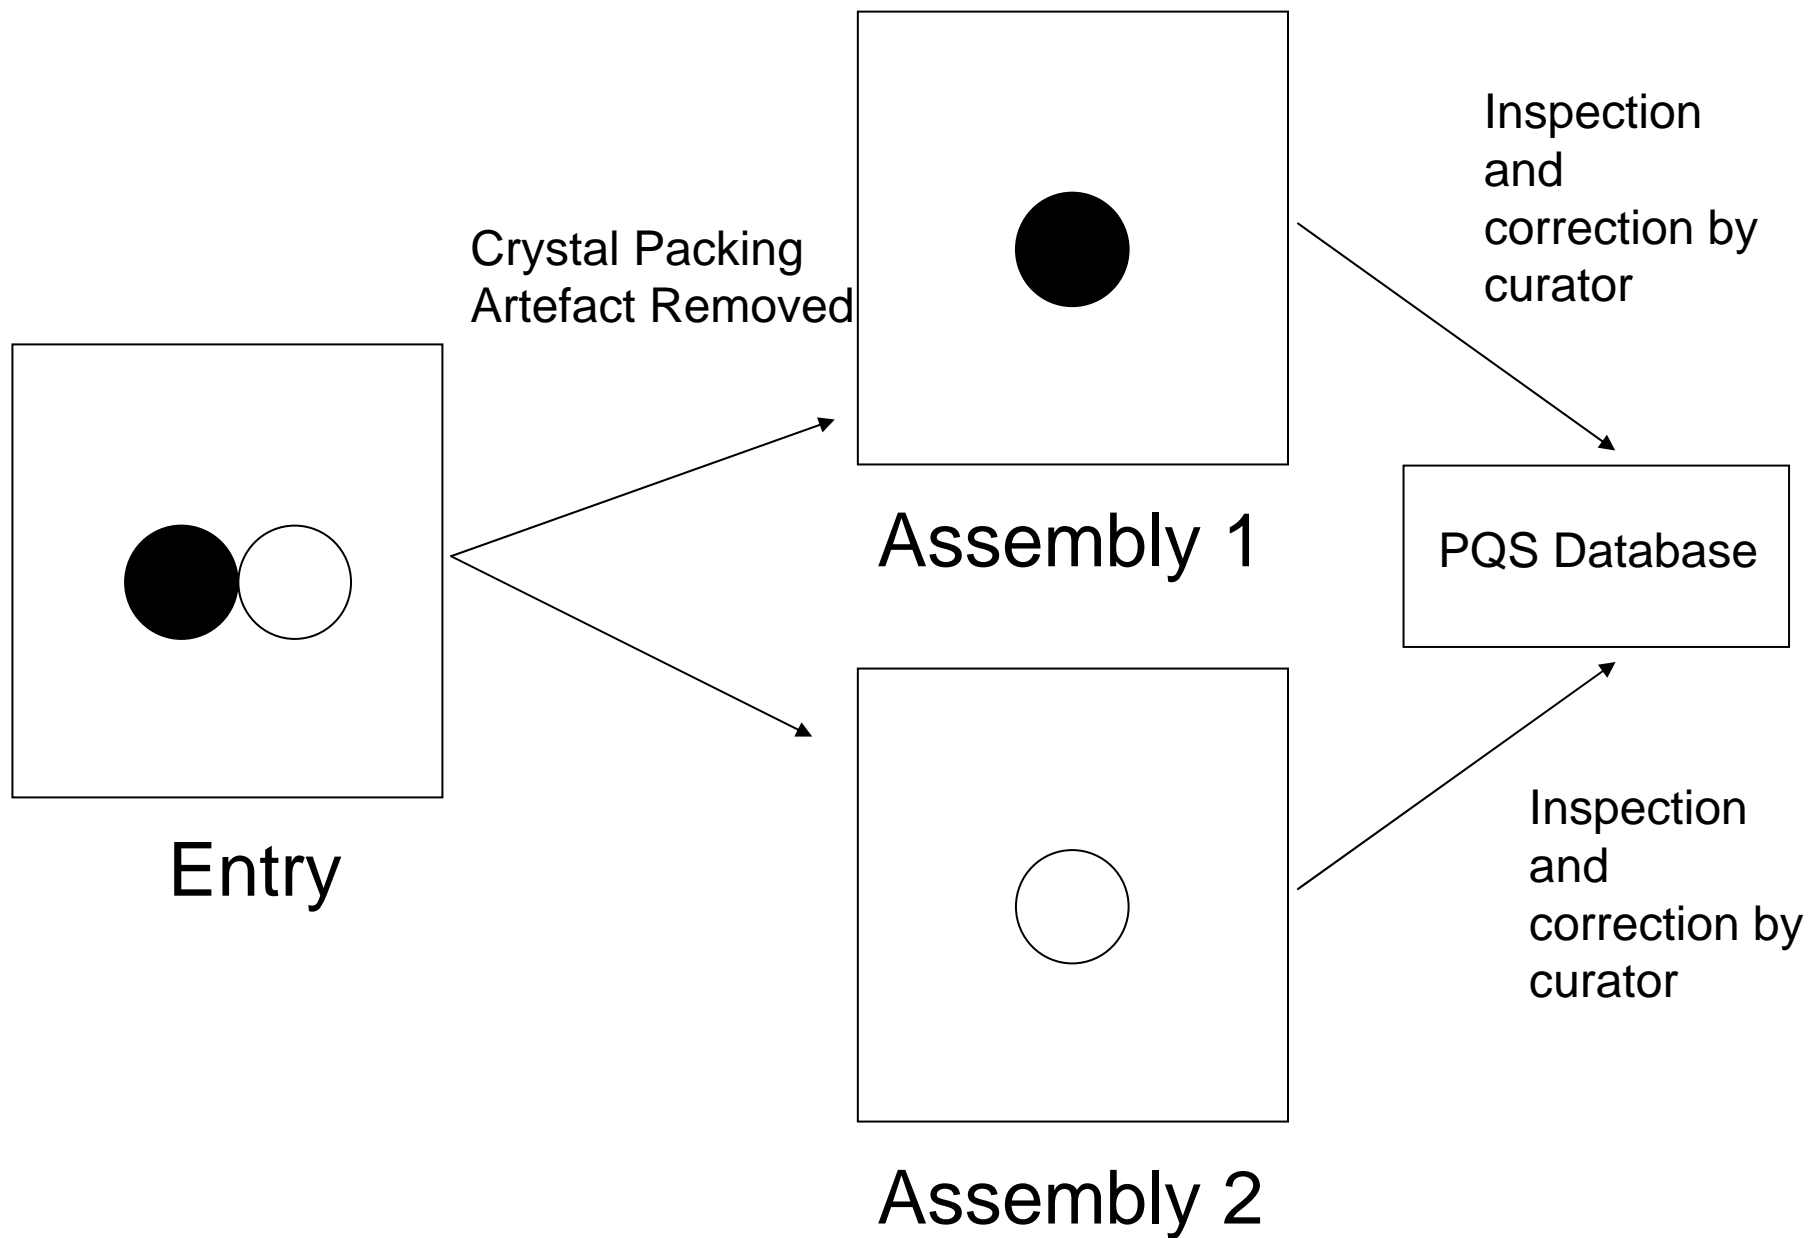 Crystal Packing
Artefact Removed
Entry
Assembly 1
Assembly 2
Inspection
and
correction by
curator
PQS Database
Inspection
and
correction by
curator